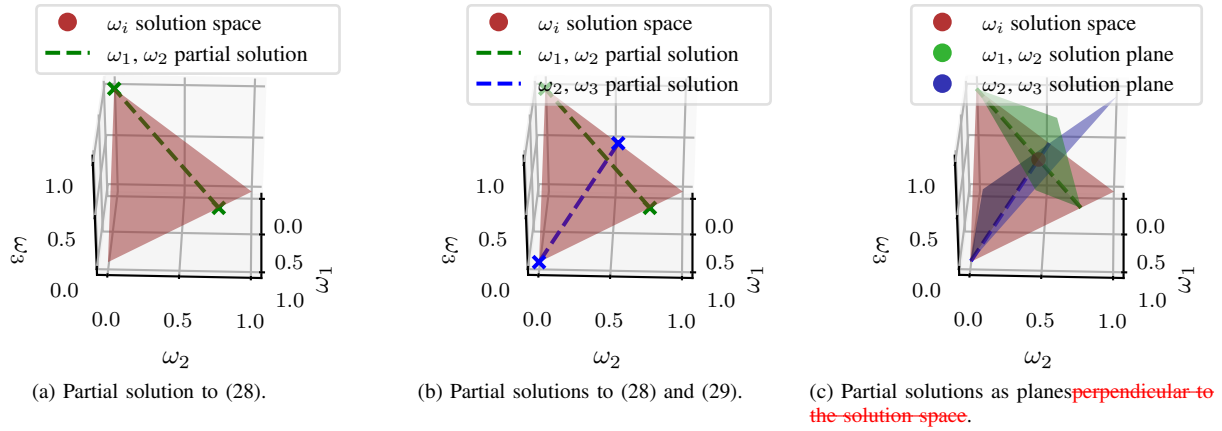 ωᵢ solution space
ω₁, ω₂ partial solution
1.0
0.5
0.0
ω₃
0.0
0.5
1.0
ω₁
0.0
0.5
1.0
ω₂
(a) Partial solution to (28).
ωᵢ solution space
ω₁, ω₂ partial solution
ω₂, ω₃ partial solution
1.0
0.5
0.0
ω₃
0.0
0.5
1.0
ω₁
0.0
0.5
1.0
ω₂
(b) Partial solutions to (28) and (29).
ωᵢ solution space
ω₁, ω₂ solution plane
ω₂, ω₃ solution plane
1.0
0.5
0.0
ω₃
0.0
0.5
1.0
ω₁
0.0
0.5
1.0
ω₂
(c) Partial solutions as planesperpendicular to
the solution space.